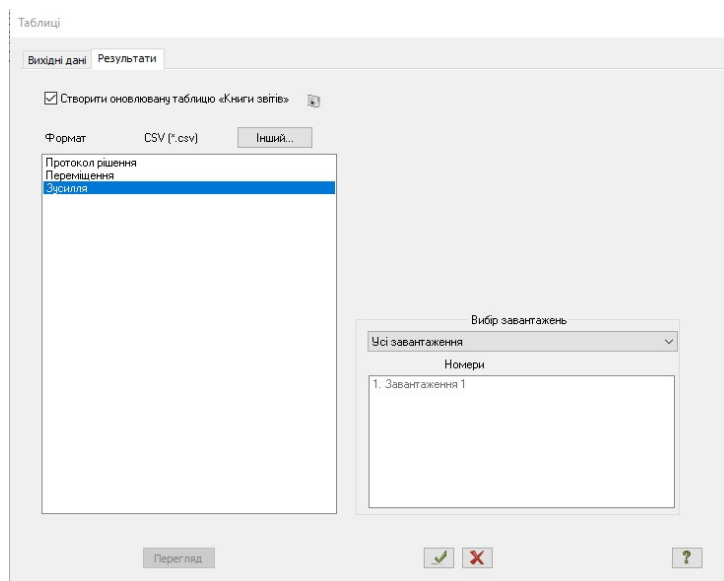 Таблиці
Вихідні дані Результати
Створити оновлювану таблицю «Книги звітів»
Формат CSV (*.csv) Інший...
Протокол рішення
Переміщення
Зусилля
Вибір завантажень
Усі завантаження
Номери
1. Завантаження 1
Перегляд ?